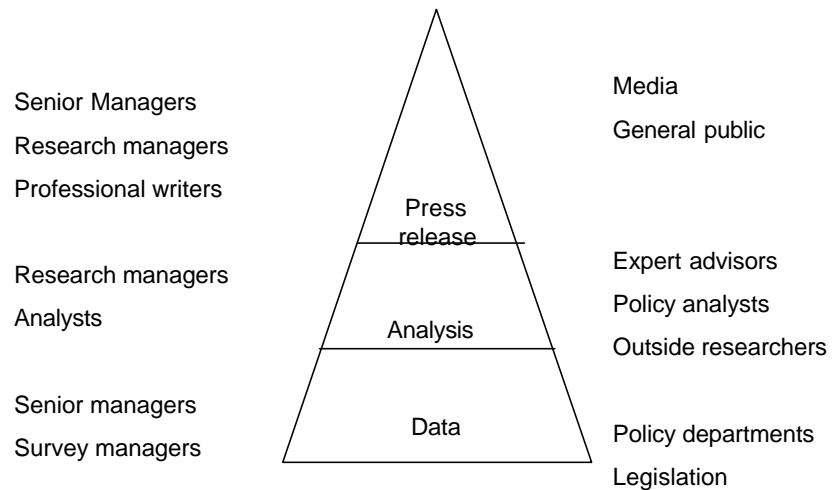 Senior Managers
Research managers
Professional writers
Media
General public
Press
release
Research managers
Analysts
Analysis
Expert advisors
Policy analysts
Outside researchers
Senior managers
Survey managers
Data
Policy departments
Legislation